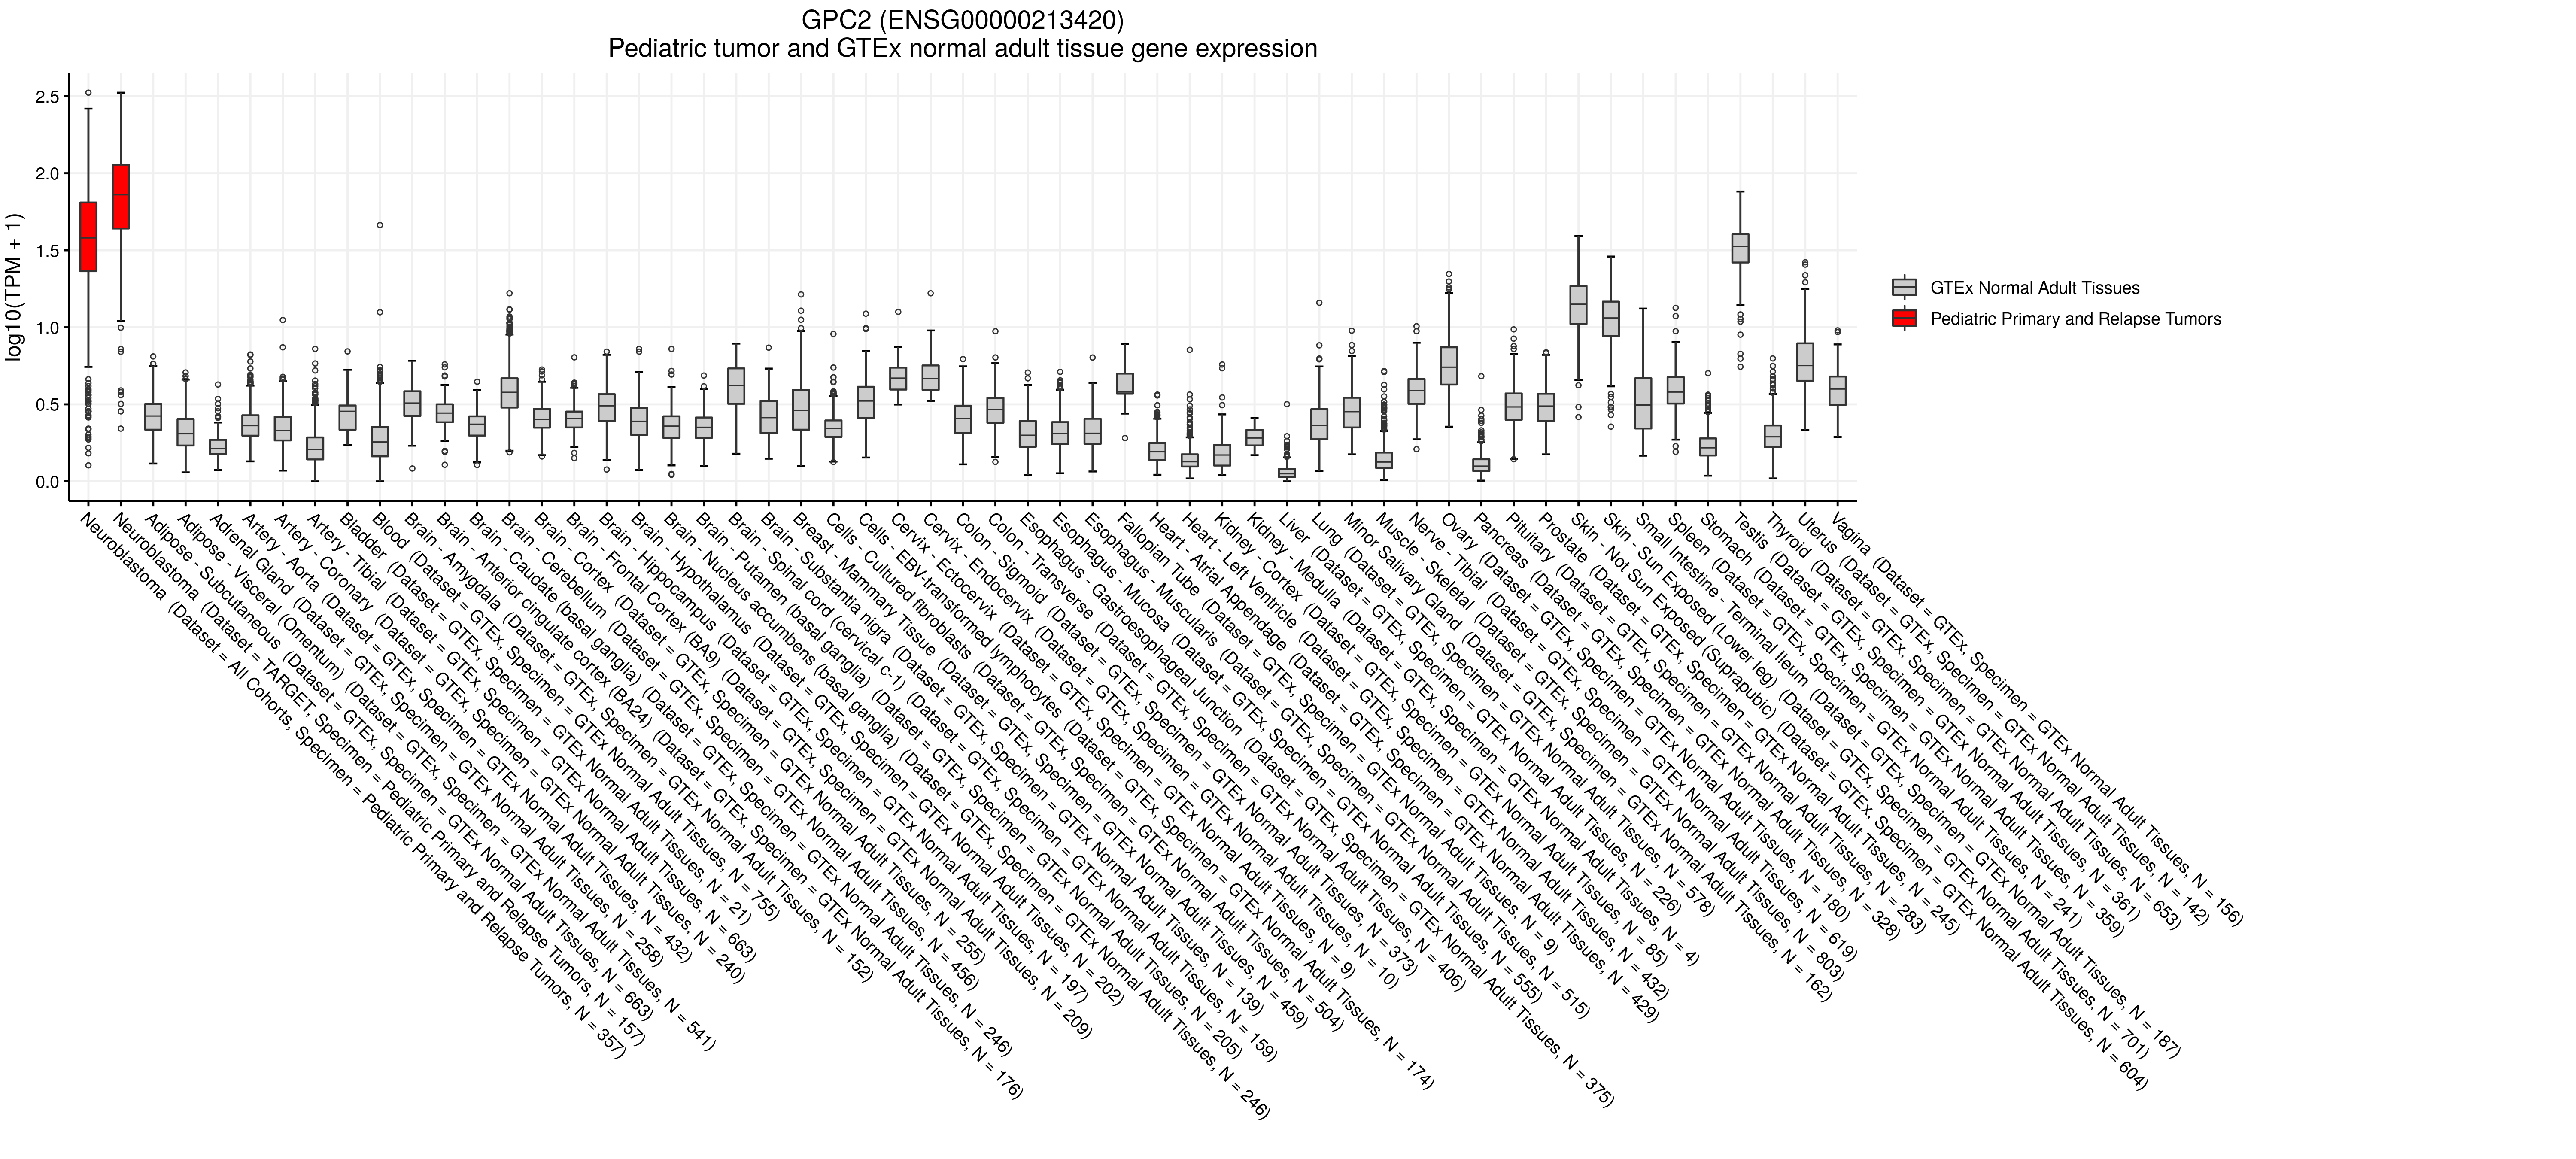 GPC2 (ENSG00000213420)
Pediatric tumor and GTEx normal adult tissue gene expression
log10(TPM + 1)
2.5
2.0
1.5
1.0
0.5
0.0
GTEx Normal Adult Tissues
Pediatric Primary and Relapse Tumors
Neuroblastoma (Dataset = All Cohorts, Specimen = Pediatric Primary and Relapse Tumors, N = 357)
Neuroblastoma (Dataset = TARGET, Specimen = Pediatric Primary and Relapse Tumors, N = 157)
Adipose - Subcutaneous (Dataset = GTEx, Specimen = GTEx Normal Adult Tissues, N = 663)
Adipose - Visceral (Omentum) (Dataset = GTEx, Specimen = GTEx Normal Adult Tissues, N = 541)
Adrenal Gland (Dataset = GTEx, Specimen = GTEx Normal Adult Tissues, N = 258)
Artery - Aorta (Dataset = GTEx, Specimen = GTEx Normal Adult Tissues, N = 432)
Artery - Coronary (Dataset = GTEx, Specimen = GTEx Normal Adult Tissues, N = 240)
Artery - Tibial (Dataset = GTEx, Specimen = GTEx Normal Adult Tissues, N = 663)
Bladder (Dataset = GTEx, Specimen = GTEx Normal Adult Tissues, N = 21)
Blood (Dataset = GTEx, Specimen = GTEx Normal Adult Tissues, N = 755)
Brain - Amygdala (Dataset = GTEx, Specimen = GTEx Normal Adult Tissues, N = 152)
Brain - Anterior cingulate cortex (BA24) (Dataset = GTEx, Specimen = GTEx Normal Adult Tissues, N = 176)
Brain - Caudate (basal ganglia) (Dataset = GTEx, Specimen = GTEx Normal Adult Tissues, N = 246)
Brain - Cerebellum (Dataset = GTEx, Specimen = GTEx Normal Adult Tissues, N = 456)
Brain - Cortex (Dataset = GTEx, Specimen = GTEx Normal Adult Tissues, N = 255)
Brain - Frontal Cortex (BA9) (Dataset = GTEx, Specimen = GTEx Normal Adult Tissues, N = 209)
Brain - Hippocampus (Dataset = GTEx, Specimen = GTEx Normal Adult Tissues, N = 197)
Brain - Hypothalamus (Dataset = GTEx, Specimen = GTEx Normal Adult Tissues, N = 202)
Brain - Nucleus accumbens (basal ganglia) (Dataset = GTEx, Specimen = GTEx Normal Adult Tissues, N = 246)
Brain - Putamen (basal ganglia) (Dataset = GTEx, Specimen = GTEx Normal Adult Tissues, N = 205)
Brain - Spinal cord (cervical c-1) (Dataset = GTEx, Specimen = GTEx Normal Adult Tissues, N = 159)
Brain - Substantia nigra (Dataset = GTEx, Specimen = GTEx Normal Adult Tissues, N = 139)
Breast - Mammary Tissue (Dataset = GTEx, Specimen = GTEx Normal Adult Tissues, N = 459)
Cells - Cultured fibroblasts (Dataset = GTEx, Specimen = GTEx Normal Adult Tissues, N = 504)
Cells - EBV-transformed lymphocytes (Dataset = GTEx, Specimen = GTEx Normal Adult Tissues, N = 174)
Cervix - Ectocervix (Dataset = GTEx, Specimen = GTEx Normal Adult Tissues, N = 9)
Cervix - Endocervix (Dataset = GTEx, Specimen = GTEx Normal Adult Tissues, N = 10)
Colon - Sigmoid (Dataset = GTEx, Specimen = GTEx Normal Adult Tissues, N = 373)
Colon - Transverse (Dataset = GTEx, Specimen = GTEx Normal Adult Tissues, N = 406)
Esophagus - Gastroesophageal Junction (Dataset = GTEx, Specimen = GTEx Normal Adult Tissues, N = 375)
Esophagus - Mucosa (Dataset = GTEx, Specimen = GTEx Normal Adult Tissues, N = 555)
Esophagus - Muscularis (Dataset = GTEx, Specimen = GTEx Normal Adult Tissues, N = 515)
Fallopian Tube (Dataset = GTEx, Specimen = GTEx Normal Adult Tissues, N = 9)
Heart - Atrial Appendage (Dataset = GTEx, Specimen = GTEx Normal Adult Tissues, N = 429)
Heart - Left Ventricle (Dataset = GTEx, Specimen = GTEx Normal Adult Tissues, N = 432)
Kidney - Cortex (Dataset = GTEx, Specimen = GTEx Normal Adult Tissues, N = 85)
Kidney - Medulla (Dataset = GTEx, Specimen = GTEx Normal Adult Tissues, N = 4)
Liver (Dataset = GTEx, Specimen = GTEx Normal Adult Tissues, N = 226)
Lung (Dataset = GTEx, Specimen = GTEx Normal Adult Tissues, N = 578)
Minor Salivary Gland (Dataset = GTEx, Specimen = GTEx Normal Adult Tissues, N = 162)
Muscle - Skeletal (Dataset = GTEx, Specimen = GTEx Normal Adult Tissues, N = 803)
Nerve - Tibial (Dataset = GTEx, Specimen = GTEx Normal Adult Tissues, N = 619)
Ovary (Dataset = GTEx, Specimen = GTEx Normal Adult Tissues, N = 180)
Pancreas (Dataset = GTEx, Specimen = GTEx Normal Adult Tissues, N = 328)
Pituitary (Dataset = GTEx, Specimen = GTEx Normal Adult Tissues, N = 283)
Prostate (Dataset = GTEx, Specimen = GTEx Normal Adult Tissues, N = 245)
Skin - Not Sun Exposed (Suprapubic) (Dataset = GTEx, Specimen = GTEx Normal Adult Tissues, N = 604)
Skin - Sun Exposed (Lower leg) (Dataset = GTEx, Specimen = GTEx Normal Adult Tissues, N = 701)
Small Intestine - Terminal Ileum (Dataset = GTEx, Specimen = GTEx Normal Adult Tissues, N = 187)
Spleen (Dataset = GTEx, Specimen = GTEx Normal Adult Tissues, N = 241)
Stomach (Dataset = GTEx, Specimen = GTEx Normal Adult Tissues, N = 359)
Testis (Dataset = GTEx, Specimen = GTEx Normal Adult Tissues, N = 361)
Thyroid (Dataset = GTEx, Specimen = GTEx Normal Adult Tissues, N = 653)
Uterus (Dataset = GTEx, Specimen = GTEx Normal Adult Tissues, N = 142)
Vagina (Dataset = GTEx, Specimen = GTEx Normal Adult Tissues, N = 156)